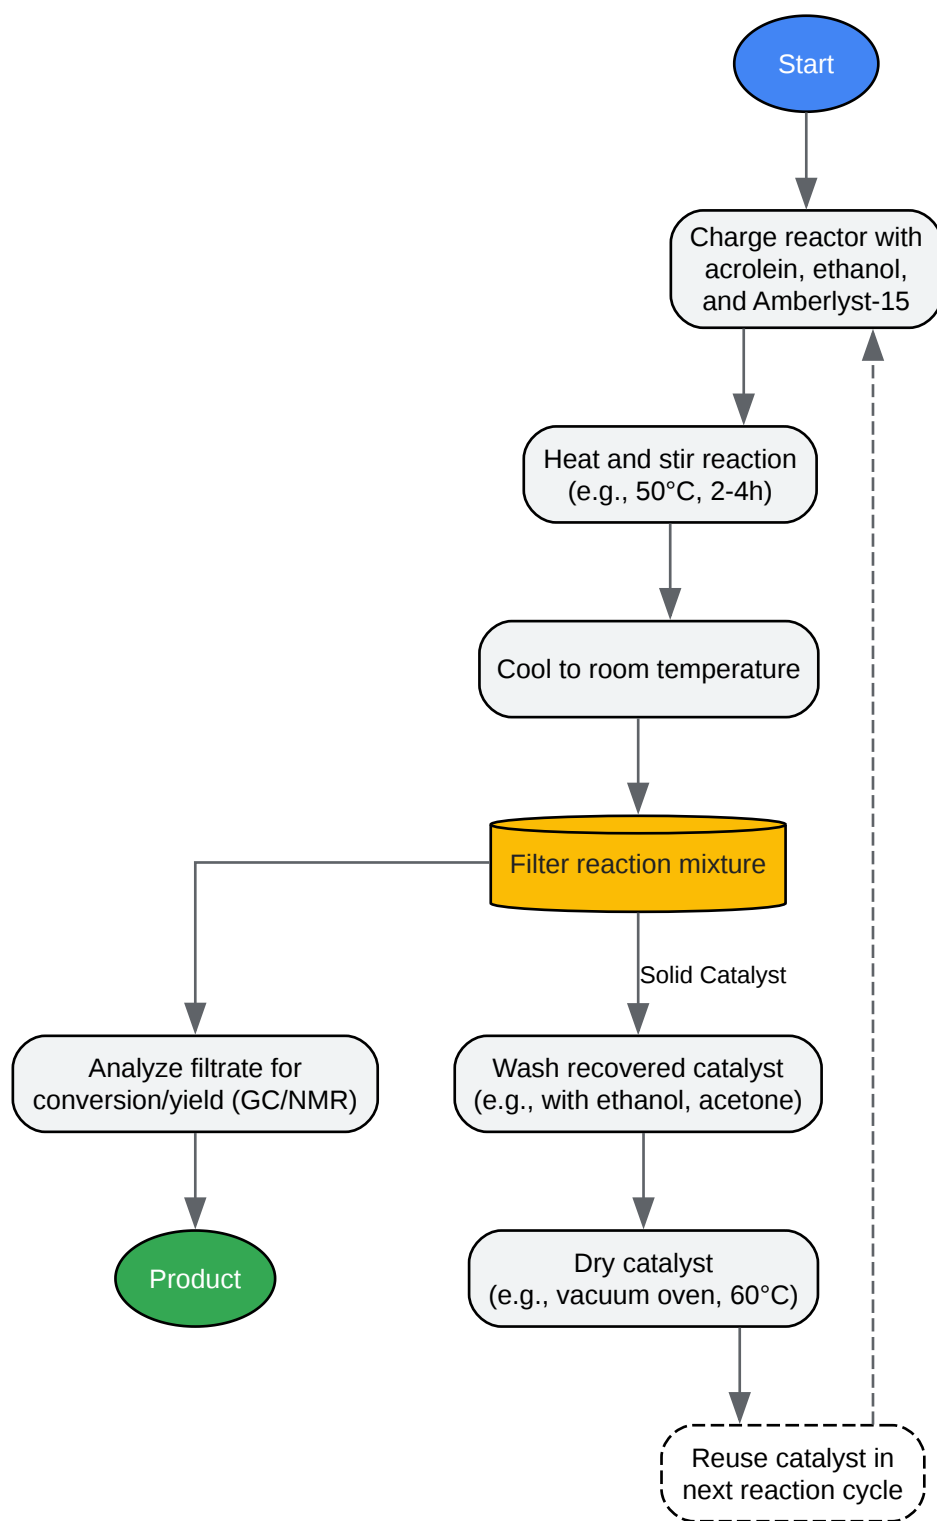 Start
Charge reactor with
acrolein, ethanol,
and Amberlyst-15
Heat and stir reaction
(e.g., 50°C, 2-4h)
Cool to room temperature
Filter reaction mixture
Solid Catalyst
Analyze filtrate for
conversion/yield (GC/NMR)
Wash recovered catalyst
(e.g., with ethanol, acetone)
Product
Dry catalyst
(e.g., vacuum oven, 60°C)
Reuse catalyst in
next reaction cycle